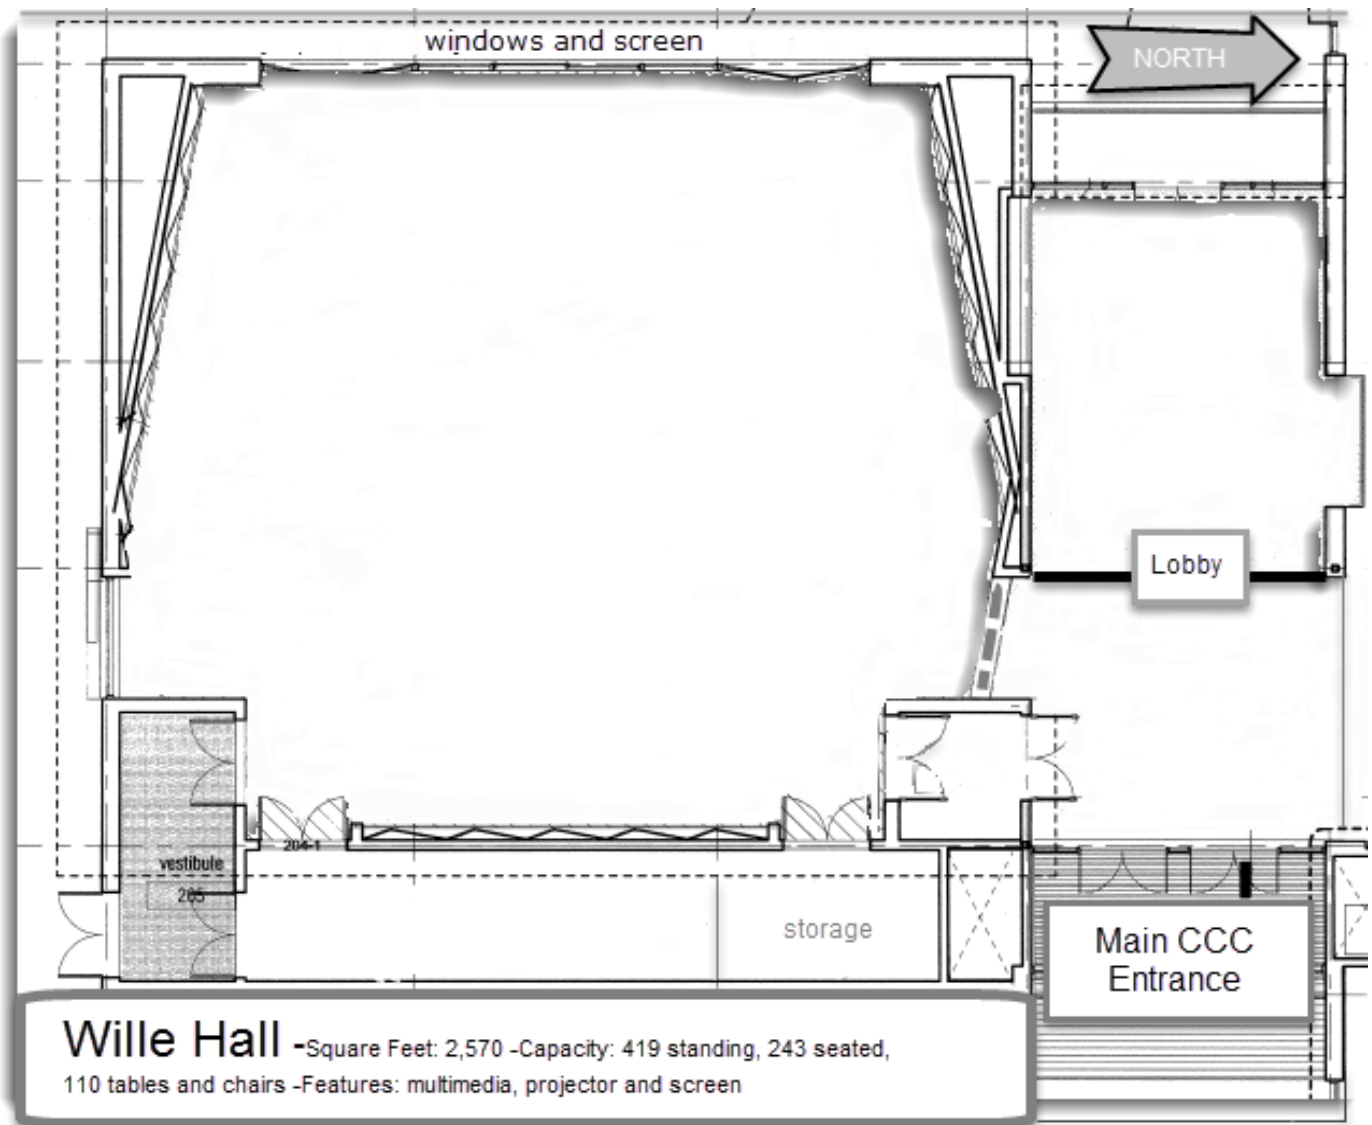 windows and screen
NORTH
Lobby
204-1
vestibule
205
storage
Main CCC
Entrance
Wille Hall -Square Feet: 2,570 -Capacity: 419 standing, 243 seated,
110 tables and chairs -Features: multimedia, projector and screen